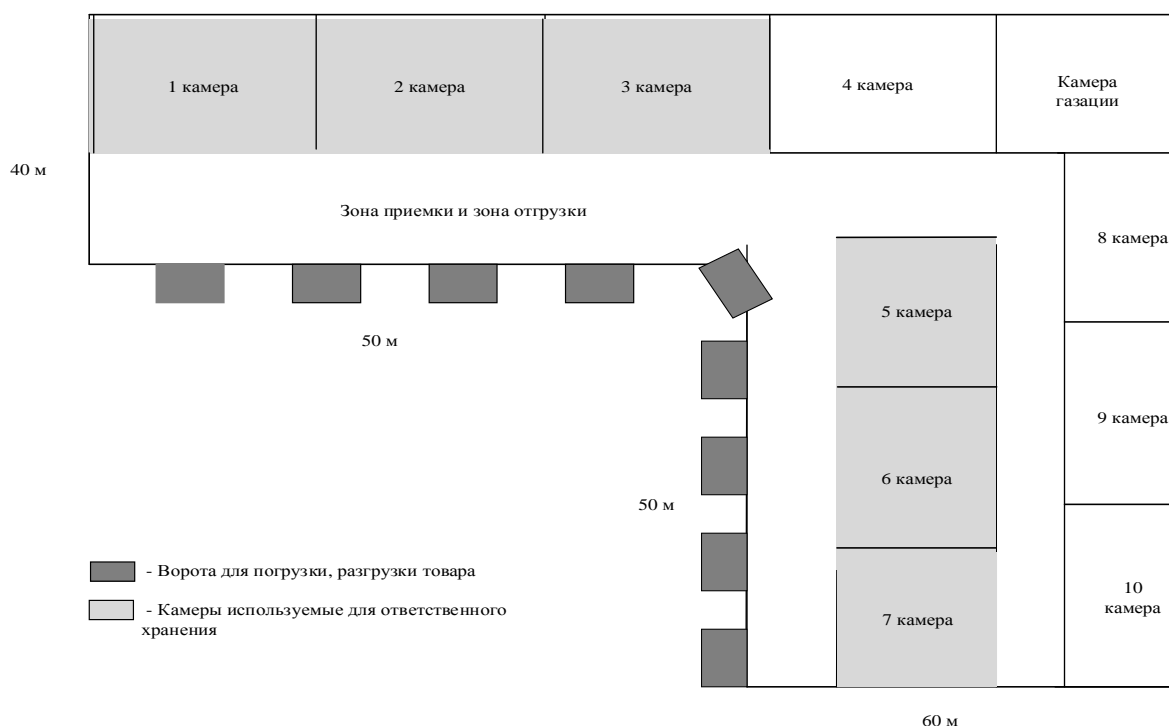 1 камера
2 камера
3 камера
4 камера
Камера
газации
40 м
Зона приемки и зона отгрузки
8 камера
5 камера
50 м
9 камера
6 камера
50 м
- Ворота для погрузки, разгрузки товара
- Камеры используемые для ответственного
хранения
10
камера
7 камера
60 м